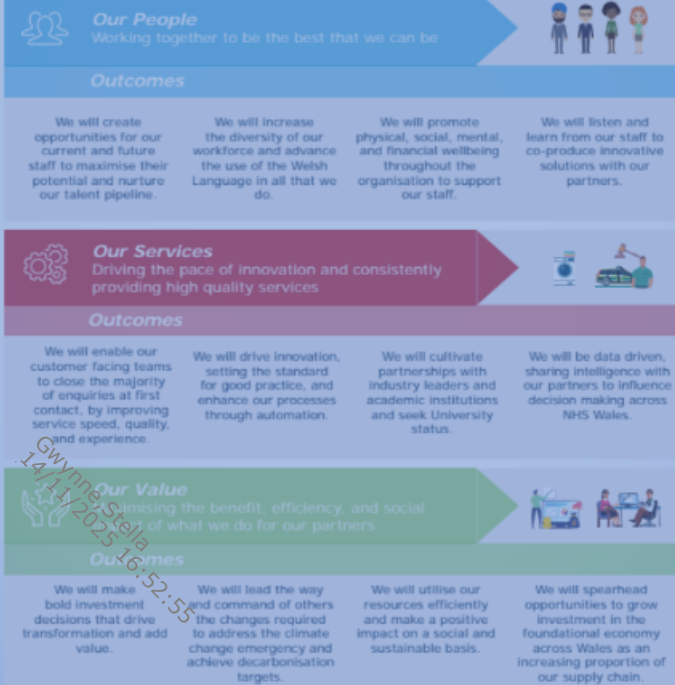 Our People
Working together to be the best that we can be
Outcomes
We will create
opportunities for our
current and future
staff to maximise their
potential and nurture
our talent pipeline.
We will increase
the diversity of our
workforce and advance
the use of the Welsh
Language in all that we
do.
We will promote
physical, social, mental,
and financial wellbeing
throughout the
organisation to support
our staff.
We will listen and
learn from our staff to
co-produce innovative
solutions with our
partners.
Our Services
Driving the pace of innovation and consistently
providing high quality services
Outcomes
We will enable our
customer facing teams
to close the majority
of enquiries at first
contact, by improving
service speed, quality,
and experience.
We will drive innovation,
setting the standard
for good practice, and
enhance our processes
through automation.
We will cultivate
partnerships with
industry leaders and
academic institutions
and seek University
status.
We will be data driven,
sharing intelligence with
our partners to influence
decision making across
NHS Wales.
Our Value
the benefit, efficiency, and social
of what we do for our partners
Outcomes
We will make
bold investment
decisions that drive
transformation and add
value.
We will lead the way
and command of others
the changes required
to address the climate
change emergency and
achieve decarbonisation
targets.
We will utilise our
resources efficiently
and make a positive
impact on a social and
sustainable basis.
We will spearhead
opportunities to grow
investment in the
foundational economy
across Wales as an
increasing proportion of
our supply chain.
Gwynne, Stella
14/11/2025 16:52:55